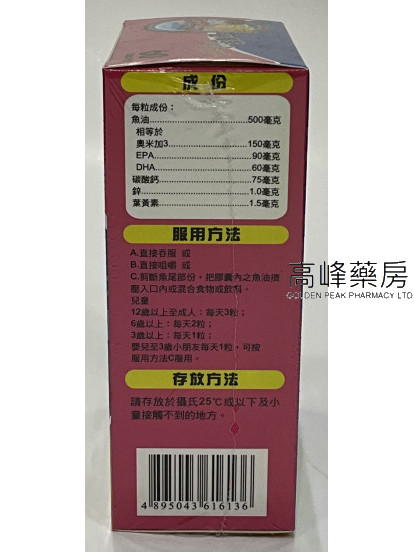 成份
每粒成份：
魚油............................500毫克
相等於
奧米加3......................150毫克
EPA............................90毫克
DHA............................60毫克
碳酸鈣.......................75毫克
鋅..............................1.0毫克
葉黃素........................1.5毫克
服用方法
A.直接吞服 或
B.直接咀嚼 或
C.剪斷魚尾部份，把膠囊內之魚油擠
壓入口內或混合食物或飲料。
兒童
12歲以上至成人：每天3粒；
6歲以上：每天2粒；
3歲以上：每天1粒；
嬰兒至3歲小朋友每天1粒，可按
服用方法C服用。
存放方法
請存放於攝氏25℃或以下及小
童接觸不到的地方。
4 895043 616136
高峰藥房
GOLDEN PEAK PHARMACY LTD